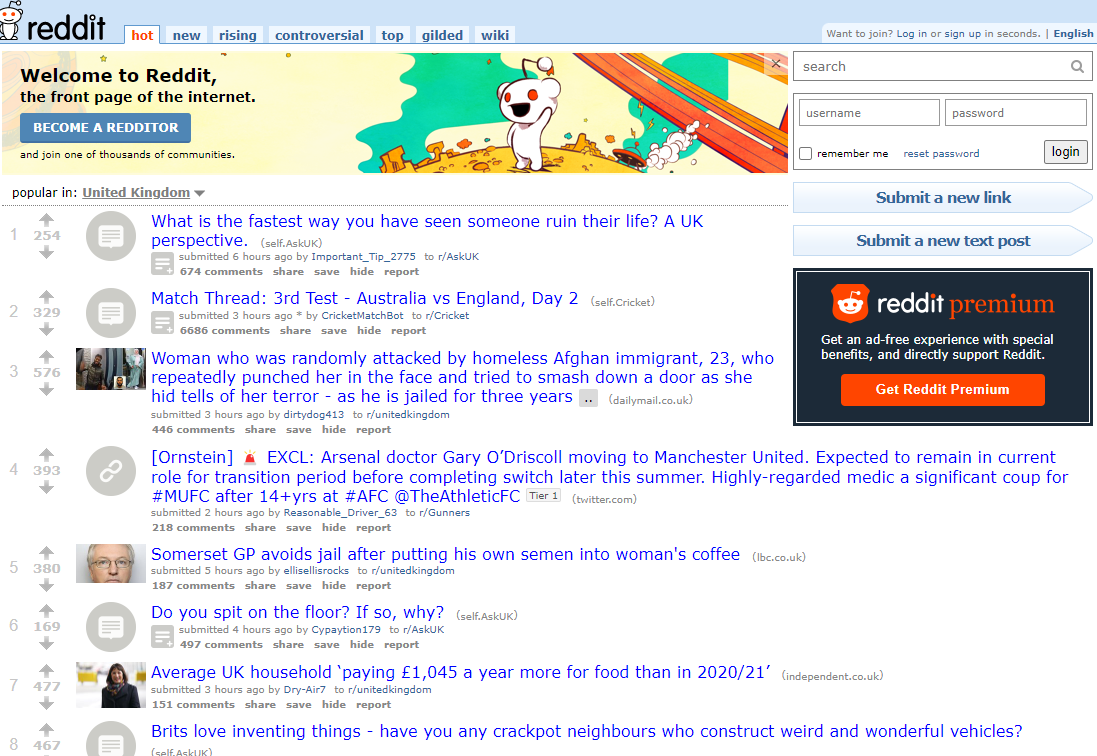 reddit
hot new rising controversial top gilded wiki
Want to join? Log in or sign up in seconds. | English
Welcome to Reddit,
the front page of the internet.
BECOME A REDDITOR
and join one of thousands of communities.
search
username password
remember me reset password login
Submit a new link
Submit a new text post
reddit premium
Get an ad-free experience with special
benefits, and directly support Reddit.
Get Reddit Premium
popular in: United Kingdom
1 254
What is the fastest way you have seen someone ruin their life? A UK
perspective. (self.AskUK)
submitted 6 hours ago by Important_Tip_2775 to r/AskUK
674 comments share save hide report
2 329
Match Thread: 3rd Test - Australia vs England, Day 2 (self.Cricket)
submitted 3 hours ago * by CricketMatchBot to r/Cricket
6686 comments share save hide report
3 576
Woman who was randomly attacked by homeless Afghan immigrant, 23, who
repeatedly punched her in the face and tried to smash down a door as she
hid tells of her terror - as he is jailed for three years .. (dailymail.co.uk)
submitted 3 hours ago by dirtydog413 to r/unitedkingdom
446 comments share save hide report
4 393
[Ornstein] 🚨 EXCL: Arsenal doctor Gary O’Driscoll moving to Manchester United. Expected to remain in current
role for transition period before completing switch later this summer. Highly-regarded medic a significant coup for
#MUFC after 14+yrs at #AFC @TheAthleticFC Tier 1 (twitter.com)
submitted 2 hours ago by Reasonable_Driver_63 to r/Gunners
218 comments share save hide report
5 380
Somerset GP avoids jail after putting his own semen into woman's coffee (lbc.co.uk)
submitted 5 hours ago by ellisellisrocks to r/unitedkingdom
187 comments share save hide report
6 169
Do you spit on the floor? If so, why? (self.AskUK)
submitted 4 hours ago by Cypaytion179 to r/AskUK
497 comments share save hide report
7 477
Average UK household ‘paying £1,045 a year more for food than in 2020/21’ (independent.co.uk)
submitted 3 hours ago by Dry-Air7 to r/unitedkingdom
151 comments share save hide report
8 467
Brits love inventing things - have you any crackpot neighbours who construct weird and wonderful vehicles?
(self.AskUK)